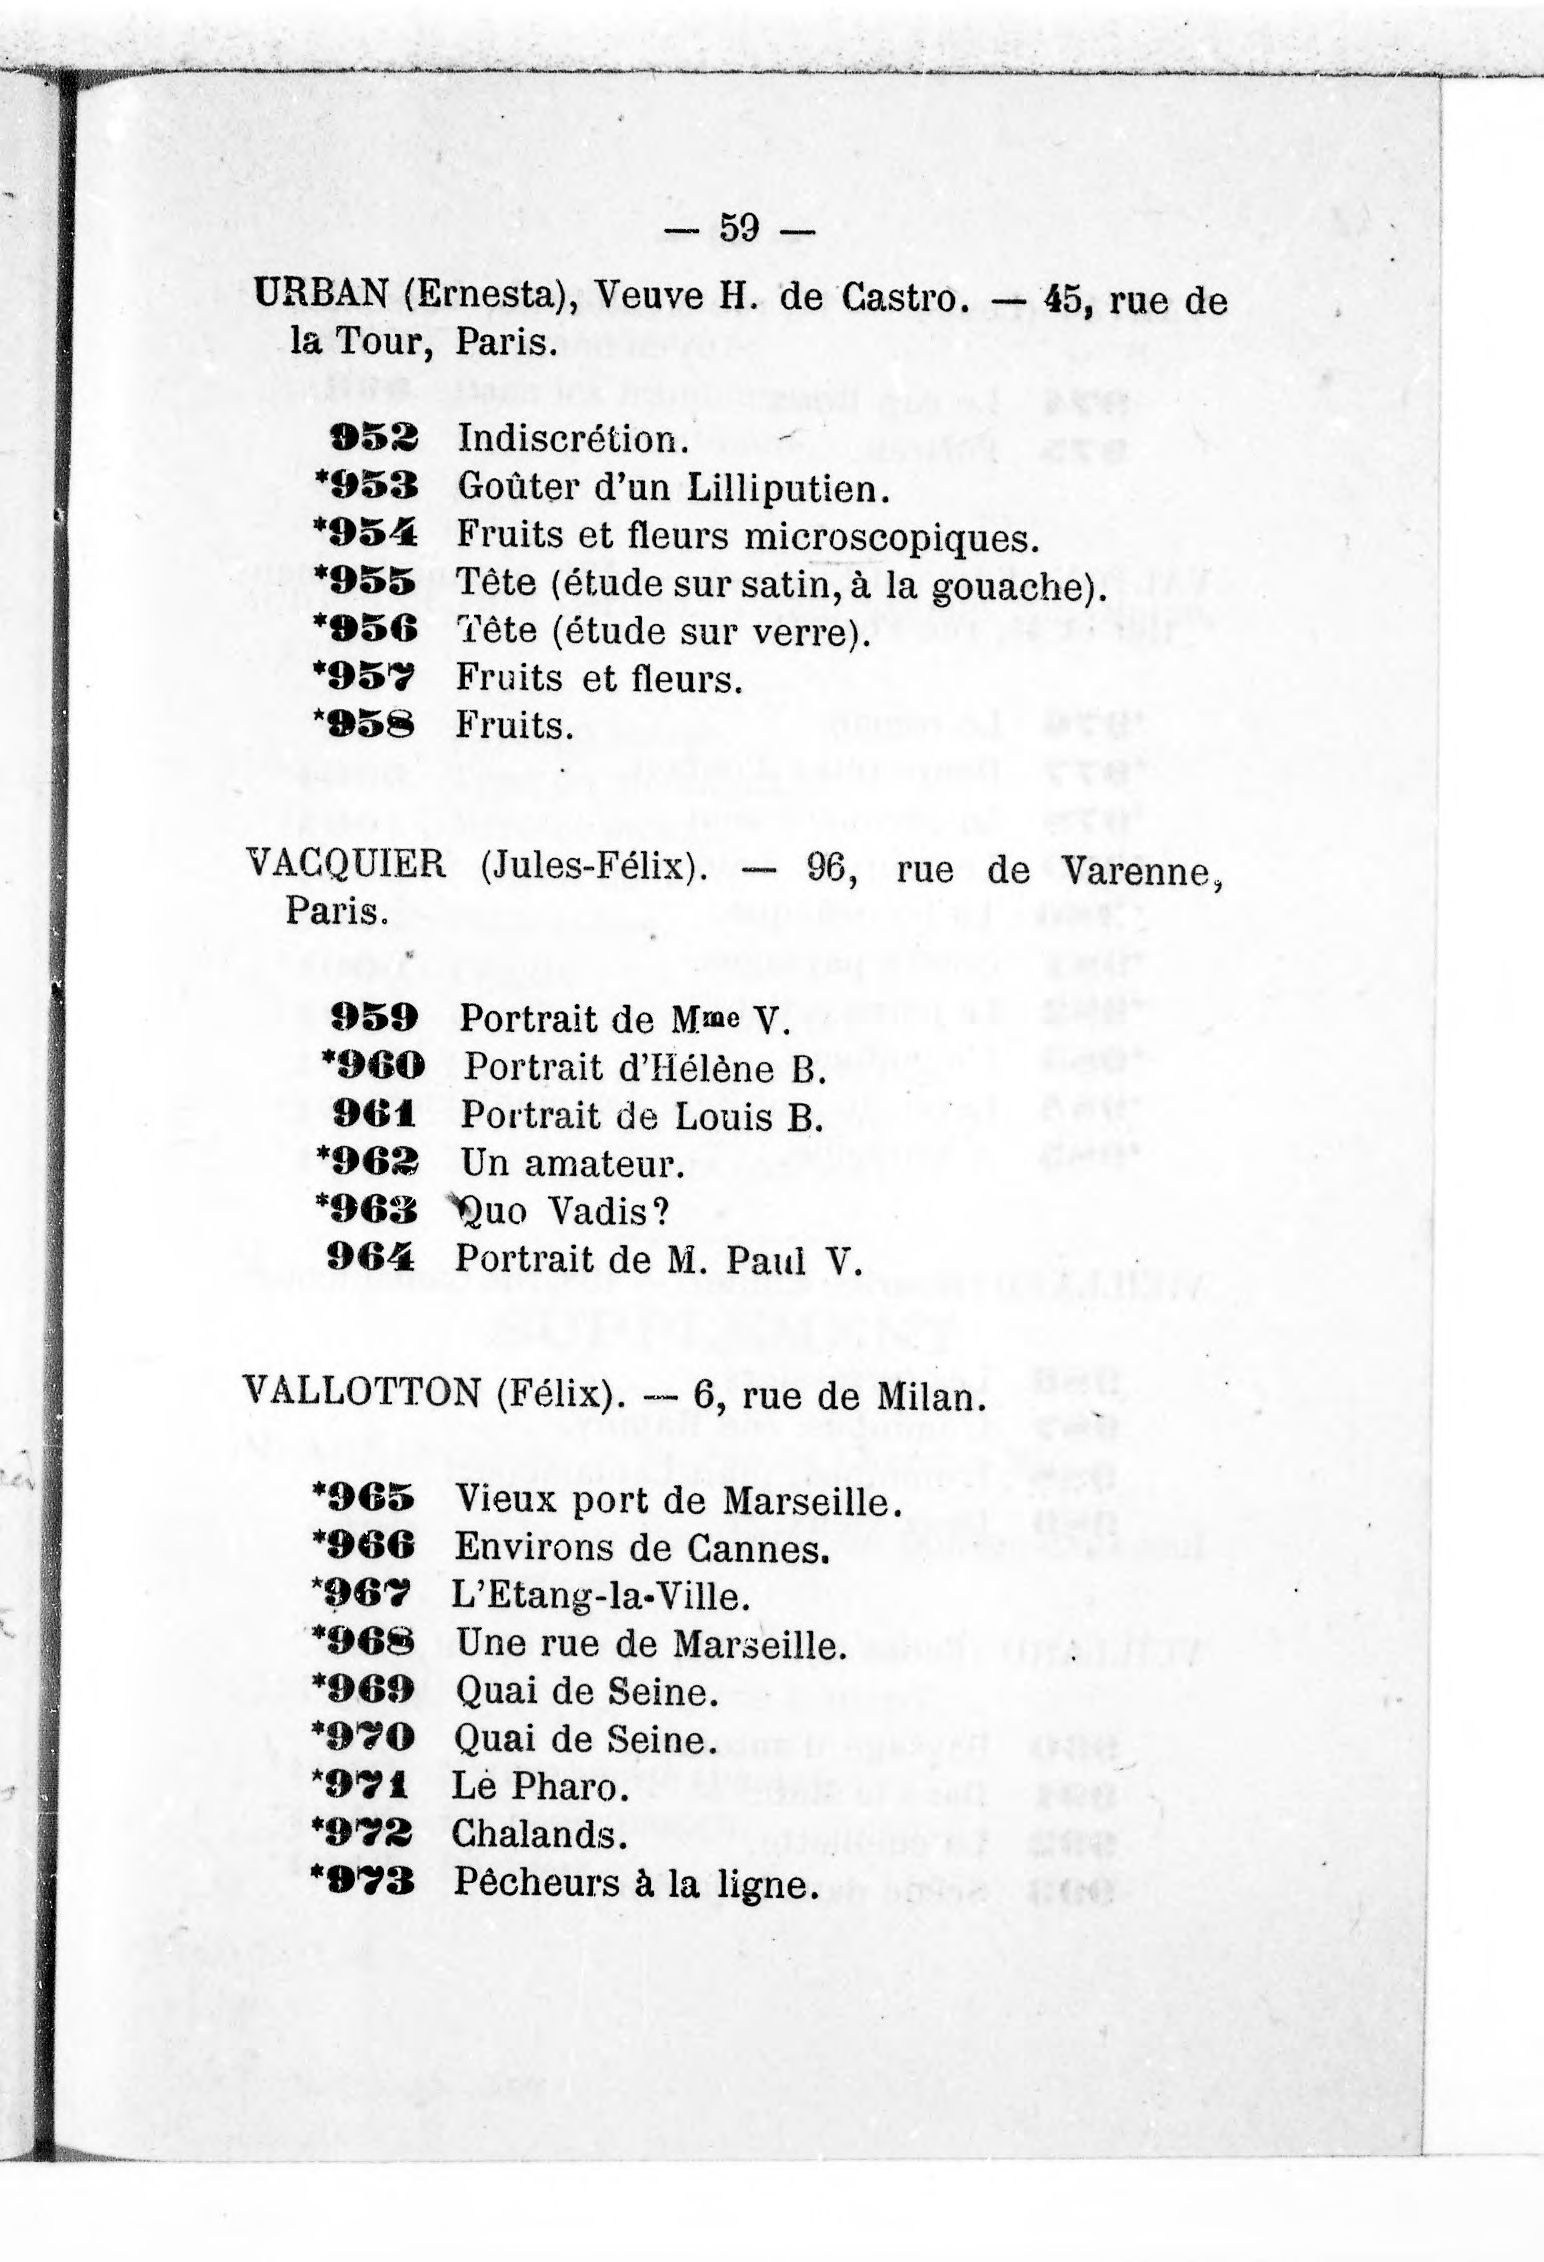 — 59 —
URBAN (Ernesta), Veuve H. de Castro. — 45, rue de
la Tour, Paris.
952 Indiscrétion.
*953 Goûter d'un Lilliputien.
*954 Fruits et fleurs microscopiques.
*955 Tête (étude sur satin, à la gouache).
*956 Tête (étude sur verre).
*957 Fruits et fleurs.
*958 Fruits.
VACQUIER (Jules-Félix). — 96, rue de Varenne,
Paris.
959 Portrait de Mme V.
*960 Portrait d'Hélène B.
961 Portrait de Louis B.
*962 Un amateur.
*963 Quo Vadis?
964 Portrait de M. Paul V.
VALLOTTON (Félix). — 6, rue de Milan.
*965 Vieux port de Marseille.
*966 Environs de Cannes.
*967 L'Etang-la-Ville.
*968 Une rue de Marseille.
*969 Quai de Seine.
*970 Quai de Seine.
*971 Le Pharo.
*972 Chalands.
*973 Pêcheurs à la ligne.